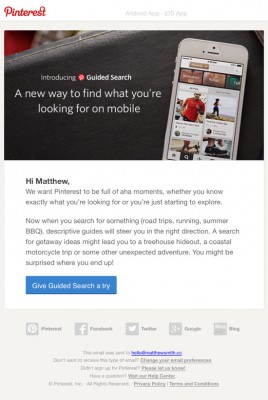 Pinterest
Android App · iOS App
Introducing Guided Search
A new way to find what you're
looking for on mobile
Hi Matthew,
We want Pinterest to be full of aha moments, whether you know
exactly what you're looking for or you're just starting to explore.
Now when you search for something (road trips, running, summer
BBQ), descriptive guides will steer you in the right direction. A search
for getaway ideas might lead you to a treehouse hideout, a coastal
motorcycle trip or some other unexpected adventure. You might be
surprised where you end up!
Give Guided Search a try
Pinterest Facebook Twitter Google Blog
This email was sent to hello@matthewsmith.cc
Don't want to receive this type of email? Change your email preferences
Didn't sign up for Pinterest? Please let us know!
Have a question? Visit our Help Center.
© Pinterest, Inc. All Rights Reserved. Privacy Policy | Terms and Conditions